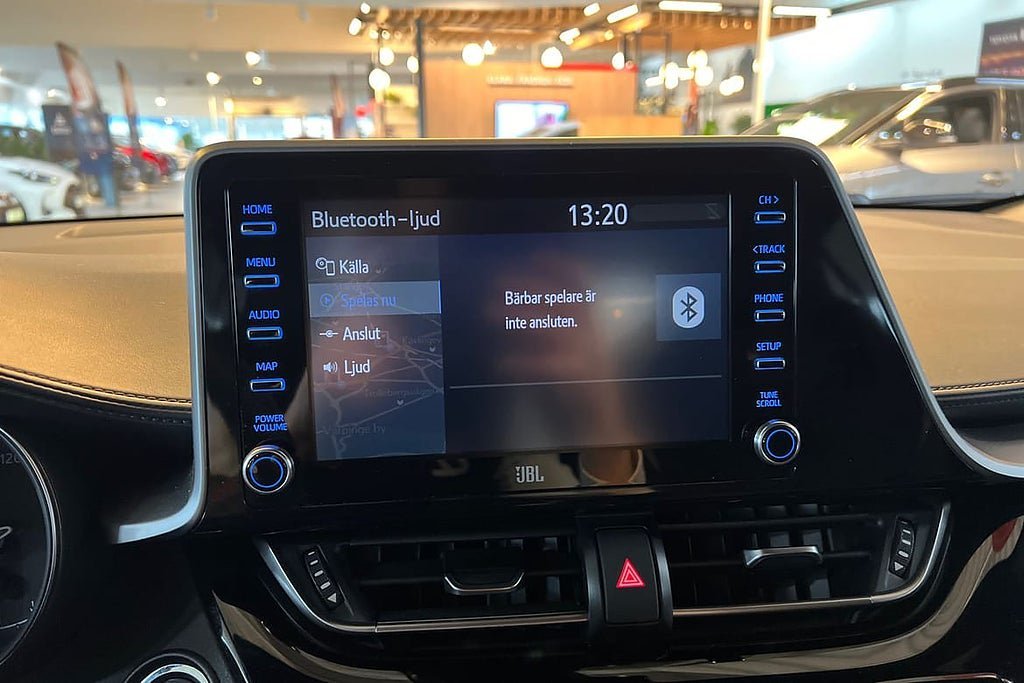 HOME
MENU
AUDIO
MAP
POWER
VOLUME
Bluetooth-ljud
13:20
Källa
Spelas nu
Anslut
Ljud
Bärbar spelare är
inte ansluten.
CH >
< TRACK
PHONE
SETUP
TUNE
SCROLL
JBL